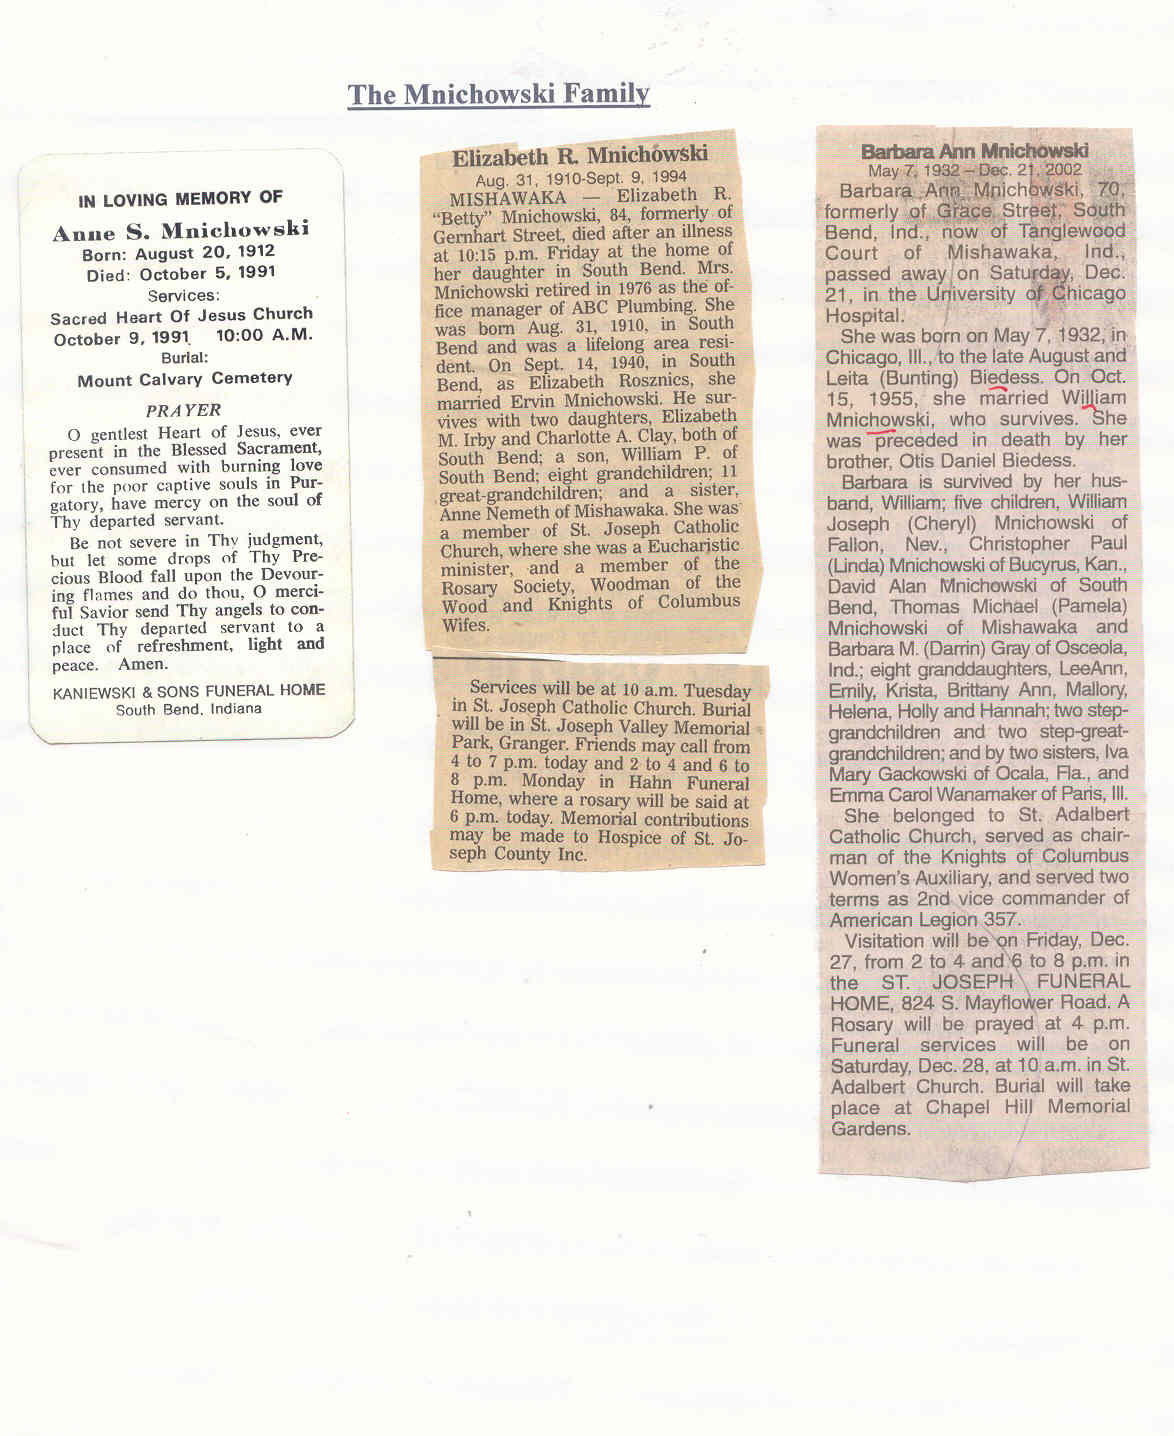 The Mnichowski Family
IN LOVING MEMORY OF
Anne S. Mnichowski
Born: August 20, 1912
Died: October 5, 1991
Services:
Sacred Heart Of Jesus Church
October 9, 1991 10:00 A.M.
Burial:
Mount Calvary Cemetery
PRAYER
O gentlest Heart of Jesus, ever
present in the Blessed Sacrament,
ever consumed with burning love
for the poor captive souls in Pur-
gatory, have mercy on the soul of
Thy departed servant.
Be not severe in Thy judgment,
but let some drops of Thy Pre-
cious Blood fall upon the Devour-
ing flames and do thou, O merci-
ful Savior send Thy angels to con-
duct Thy departed servant to a
place of refreshment, light and
peace. Amen.
KANIEWSKI & SONS FUNERAL HOME
South Bend, Indiana
Elizabeth R. Mnichowski
Aug. 31, 1910-Sept. 9, 1994
MISHAWAKA — Elizabeth R.
“Betty” Mnichowski, 84, formerly of
Gernhart Street, died after an illness
at 10:15 p.m. Friday at the home of
her daughter in South Bend. Mrs.
Mnichowski retired in 1976 as the of-
fice manager of ABC Plumbing. She
was born Aug. 31, 1910, in South
Bend and was a lifelong area resi-
dent. On Sept. 14, 1940, in South
Bend, as Elizabeth Rosznics, she
married Ervin Mnichowski. He sur-
vives with two daughters, Elizabeth
M. Irby and Charlotte A. Clay, both of
South Bend; a son, William P. of
South Bend; eight grandchildren; 11
great-grandchildren; and a sister,
Anne Nemeth of Mishawaka. She was
a member of St. Joseph Catholic
Church, where she was a Eucharistic
minister, and a member of the
Rosary Society, Woodman of the
Wood and Knights of Columbus
Wifes.
Services will be at 10 a.m. Tuesday
in St. Joseph Catholic Church. Burial
will be in St. Joseph Valley Memorial
Park, Granger. Friends may call from
4 to 7 p.m. today and 2 to 4 and 6 to
8 p.m. Monday in Hahn Funeral
Home, where a rosary will be said at
6 p.m. today. Memorial contributions
may be made to Hospice of St. Jo-
seph County Inc.
Barbara Ann Mnichowski
May 7, 1932 – Dec. 21, 2002
Barbara Ann Mnichowski, 70,
formerly of Grace Street, South
Bend, Ind., now of Tanglewood
Court of Mishawaka, Ind.,
passed away on Saturday, Dec.
21, in the University of Chicago
Hospital.
She was born on May 7, 1932, in
Chicago, Ill., to the late August and
Leita (Bunting) Biedess. On Oct.
15, 1955, she married William
Mnichowski, who survives. She
was preceded in death by her
brother, Otis Daniel Biedess.
Barbara is survived by her hus-
band, William; five children, William
Joseph (Cheryl) Mnichowski of
Fallon, Nev., Christopher Paul
(Linda) Mnichowski of Bucyrus, Kan.,
David Alan Mnichowski of South
Bend, Thomas Michael (Pamela)
Mnichowski of Mishawaka and
Barbara M. (Darrin) Gray of Osceola,
Ind.; eight granddaughters, LeeAnn,
Emily, Krista, Brittany Ann, Mallory,
Helena, Holly and Hannah; two step-
grandchildren and two step-great-
grandchildren; and by two sisters, Iva
Mary Gackowski of Ocala, Fla., and
Emma Carol Wanamaker of Paris, Ill.
She belonged to St. Adalbert
Catholic Church, served as chair-
man of the Knights of Columbus
Women's Auxiliary, and served two
terms as 2nd vice commander of
American Legion 357.
Visitation will be on Friday, Dec.
27, from 2 to 4 and 6 to 8 p.m. in
the ST. JOSEPH FUNERAL
HOME, 824 S. Mayflower Road. A
Rosary will be prayed at 4 p.m.
Funeral services will be on
Saturday, Dec. 28, at 10 a.m. in St.
Adalbert Church. Burial will take
place at Chapel Hill Memorial
Gardens.